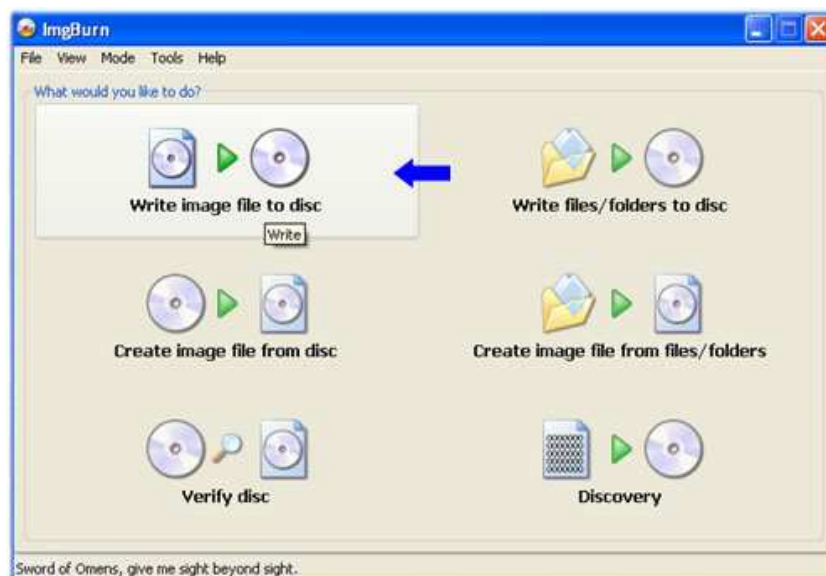 ImgBurn
File View Mode Tools Help
What would you like to do?
Write image file to disc
Write files/folders to disc
Write
Create image file from disc
Create image file from files/folders
Verify disc
Discovery
Sword of Omens, give me sight beyond sight.